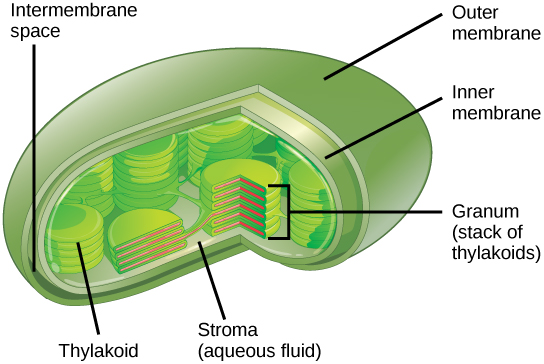 Intermembrane
space
Outer
membrane
Inner
membrane
Granum
(stack of
thylakoids)
Stroma
(aqueous fluid)
Thylakoid